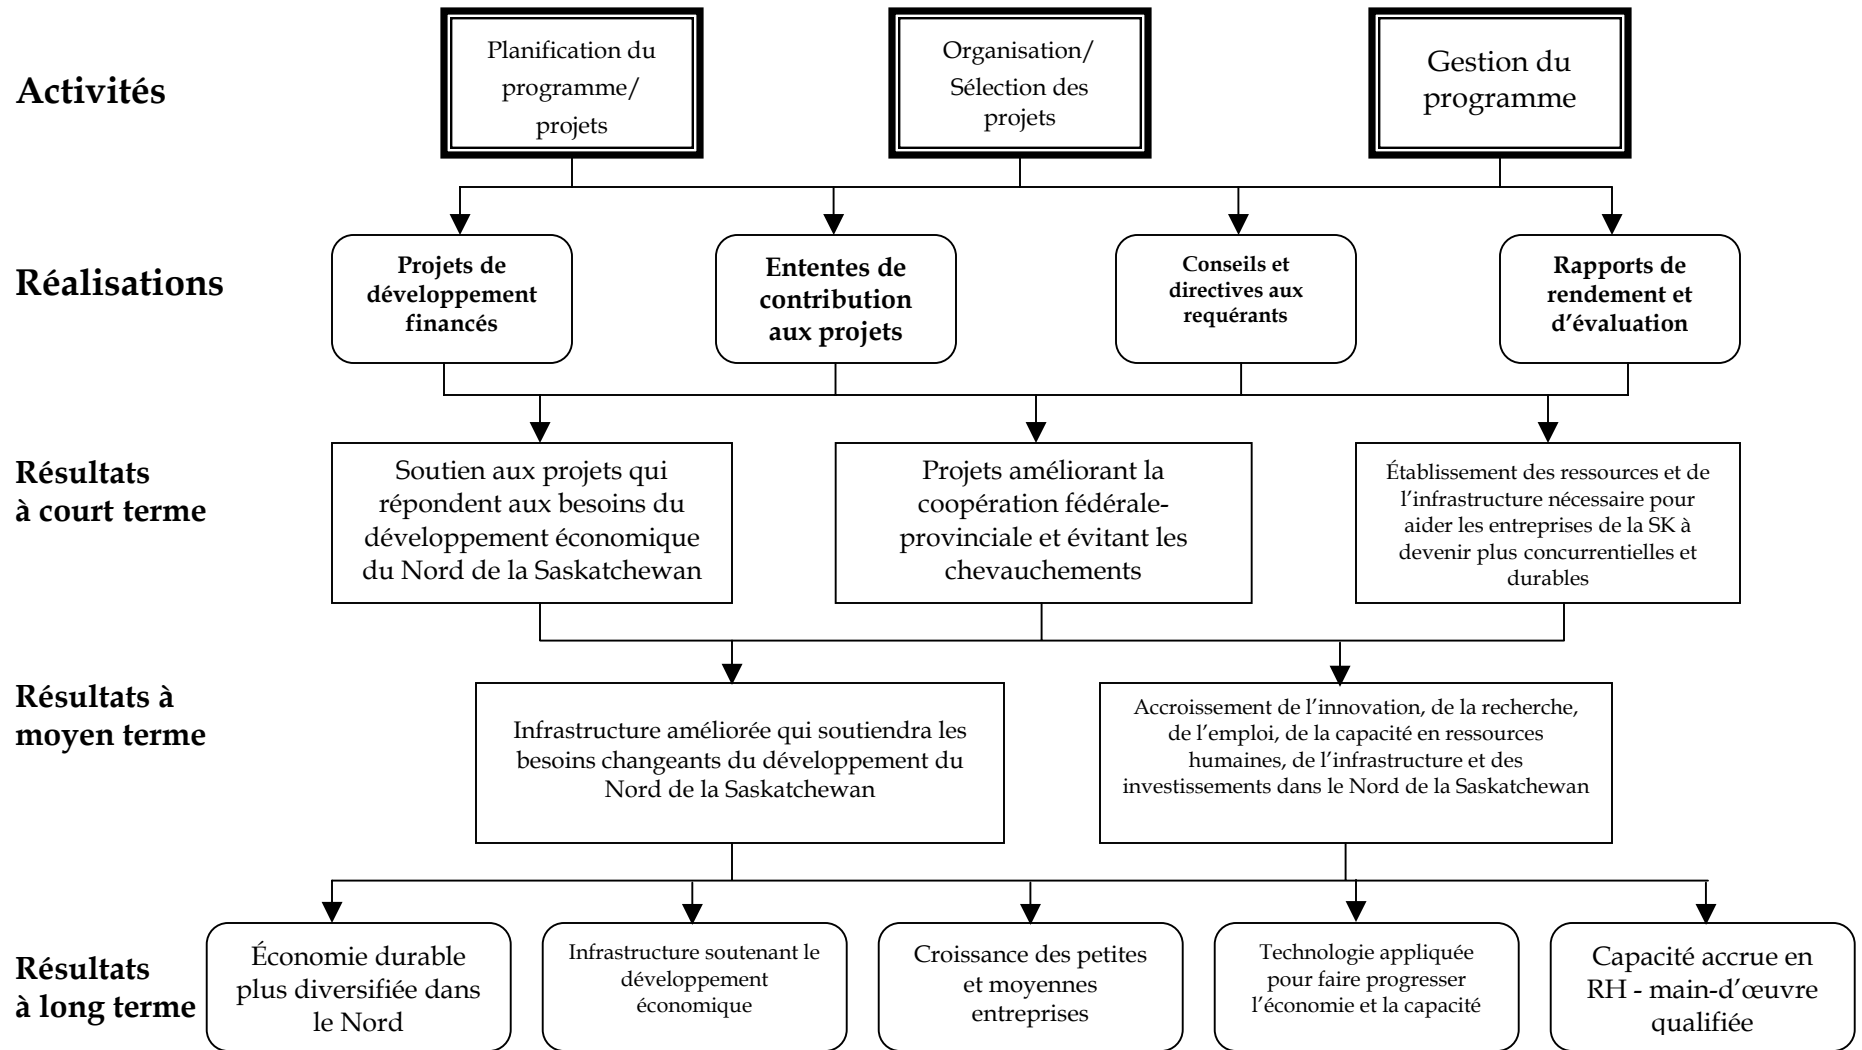 Activités
Planification du
programme/
projets
Organisation/
Sélection des
projets
Gestion du
programme
Réalisations
Projets de
développement
financés
Ententes de
contribution
aux projets
Conseils et
directives aux
requérants
Rapports de
rendement et
d’évaluation
Résultats
à court terme
Soutien aux projets qui
répondent aux besoins du
développement économique
du Nord de la Saskatchewan
Projets améliorant la
coopération fédérale-
provinciale et évitant les
chevauchements
Établissement des ressources et de
l’infrastructure nécessaire pour
aider les entreprises de la SK à
devenir plus concurrentielles et
durables
Résultats à
moyen terme
Infrastructure améliorée qui soutiendra les
besoins changeants du développement du
Nord de la Saskatchewan
Accroissement de l’innovation, de la recherche,
de l’emploi, de la capacité en ressources
humaines, de l’infrastructure et des
investissements dans le Nord de la Saskatchewan
Résultats
à long terme
Économie durable
plus diversifiée dans
le Nord
Infrastructure soutenant le
développement
économique
Croissance des petites
et moyennes
entreprises
Technologie appliquée
pour faire progresser
l’économie et la capacité
Capacité accrue en
RH - main-d’œuvre
qualifiée